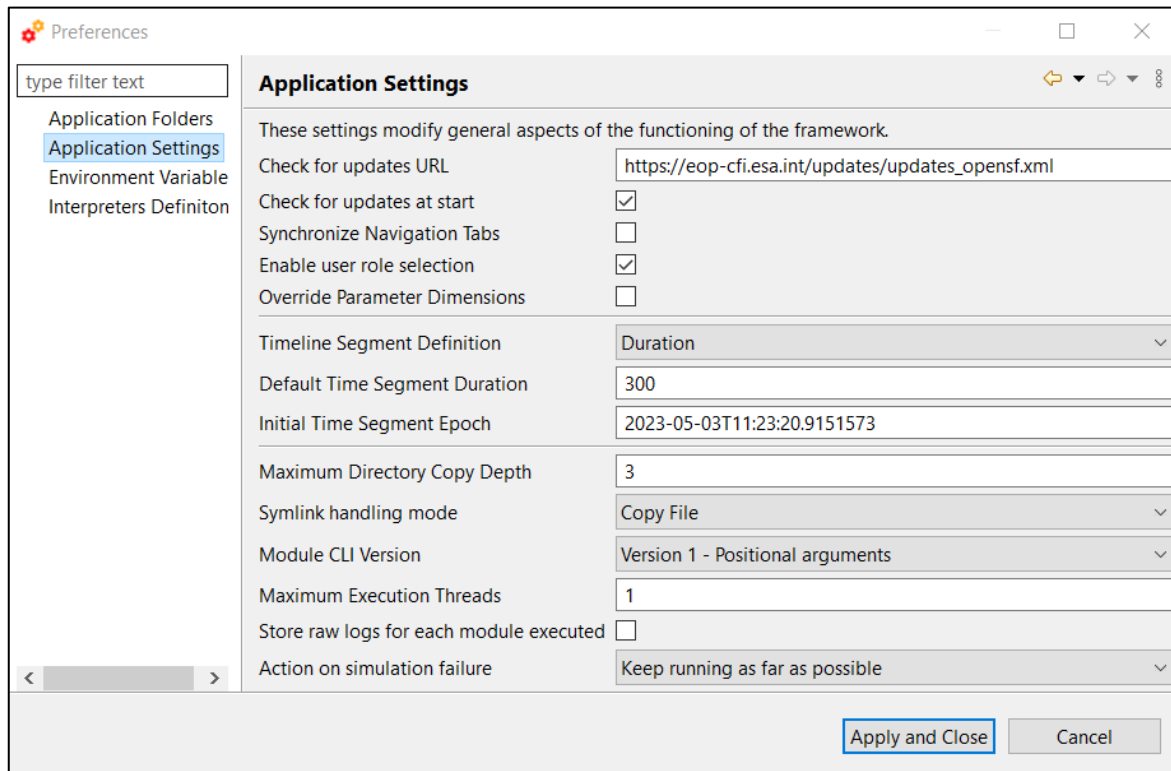 Preferences
type filter text
Application Folders
Application Settings
Environment Variable
Interpreters Definiton
Application Settings
These settings modify general aspects of the functioning of the framework.
Check for updates URL https://eop-cfi.esa.int/updates/updates_opensf.xml
Check for updates at start
Synchronize Navigation Tabs
Enable user role selection
Override Parameter Dimensions
Timeline Segment Definition Duration
Default Time Segment Duration 300
Initial Time Segment Epoch 2023-05-03T11:23:20.9151573
Maximum Directory Copy Depth 3
Symlink handling mode Copy File
Module CLI Version Version 1 - Positional arguments
Maximum Execution Threads 1
Store raw logs for each module executed
Action on simulation failure Keep running as far as possible
Apply and Close Cancel